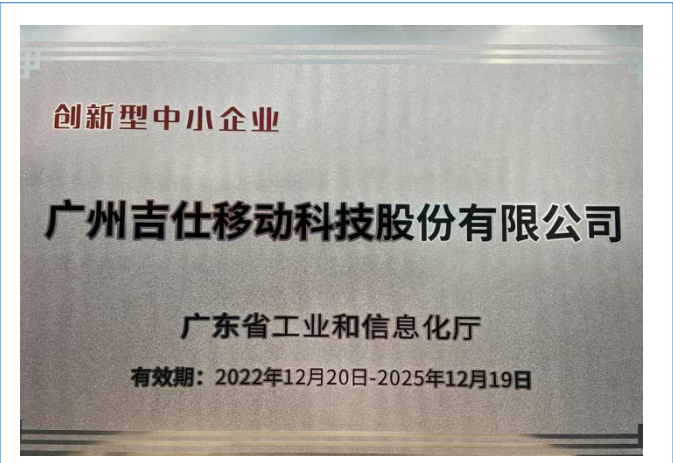 创新型中小企业
广州吉仕移动科技股份有限公司
广东省工业和信息化厅
有效期：2022年12月20日-2025年12月19日